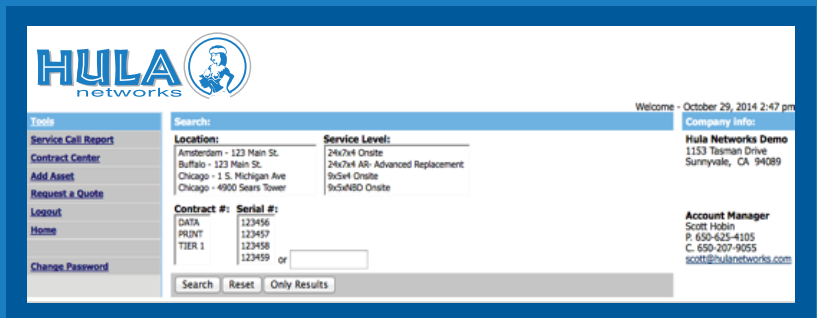 HULA
networks
Welcome - October 29, 2014 2:47 pm
Tools
Service Call Report
Contract Center
Add Asset
Request a Quote
Logout
Home
Change Password
Search:
Location:
Amsterdam - 123 Main St.
Buffalo - 123 Main St.
Chicago - 1 S. Michigan Ave
Chicago - 4900 Sears Tower
Service Level:
24x7x4 Onsite
24x7x4 AR- Advanced Replacement
9x5x4 Onsite
9x5xNBD Onsite
Contract #:
DATA
PRINT
TIER 1
Serial #:
123456
123457
123458
123459
or
Search Reset Only Results
Company info:
Hula Networks Demo
1153 Tasman Drive
Sunnyvale, CA 94089
Account Manager
Scott Hobin
P. 650-625-4105
C. 650-207-9055
scott@hulanetworks.com